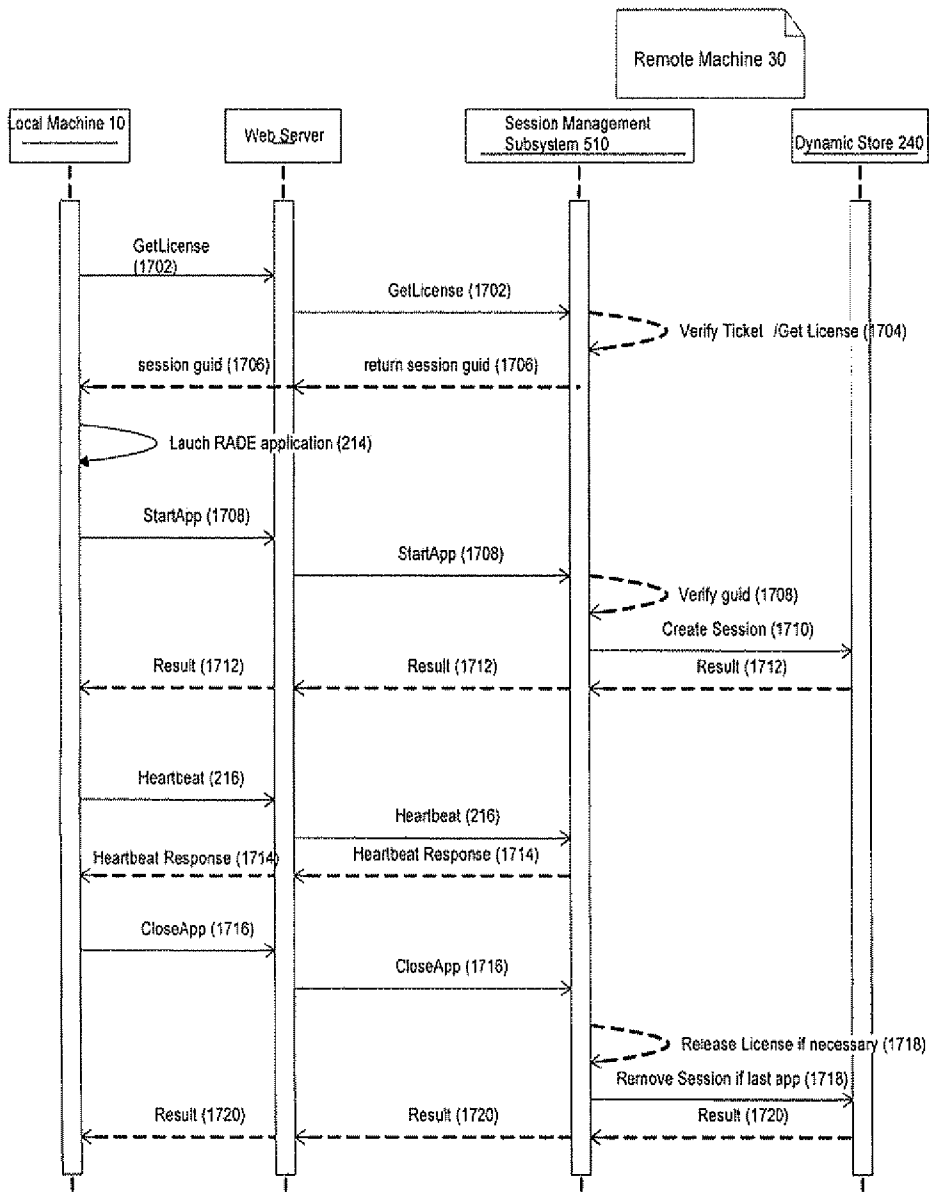 Remote Machine 30
Local Machine 10
Web Server
Session Management
Subsystem 510
Dynamic Store 240
GetLicense
(1702)
GetLicense (1702)
Verify Ticket /Get License (1704)
session guid (1706)
return session guid (1706)
Lauch RADE application (214)
StartApp (1708)
StartApp (1708)
Verify guid (1708)
Create Session (1710)
Result (1712)
Result (1712)
Result (1712)
Heartbeat (216)
Heartbeat (216)
Heartbeat Response (1714)
Heartbeat Response (1714)
CloseApp (1716)
CloseApp (1716)
Release License if necessary (1718)
Remove Session if last app (1718)
Result (1720)
Result (1720)
Result (1720)